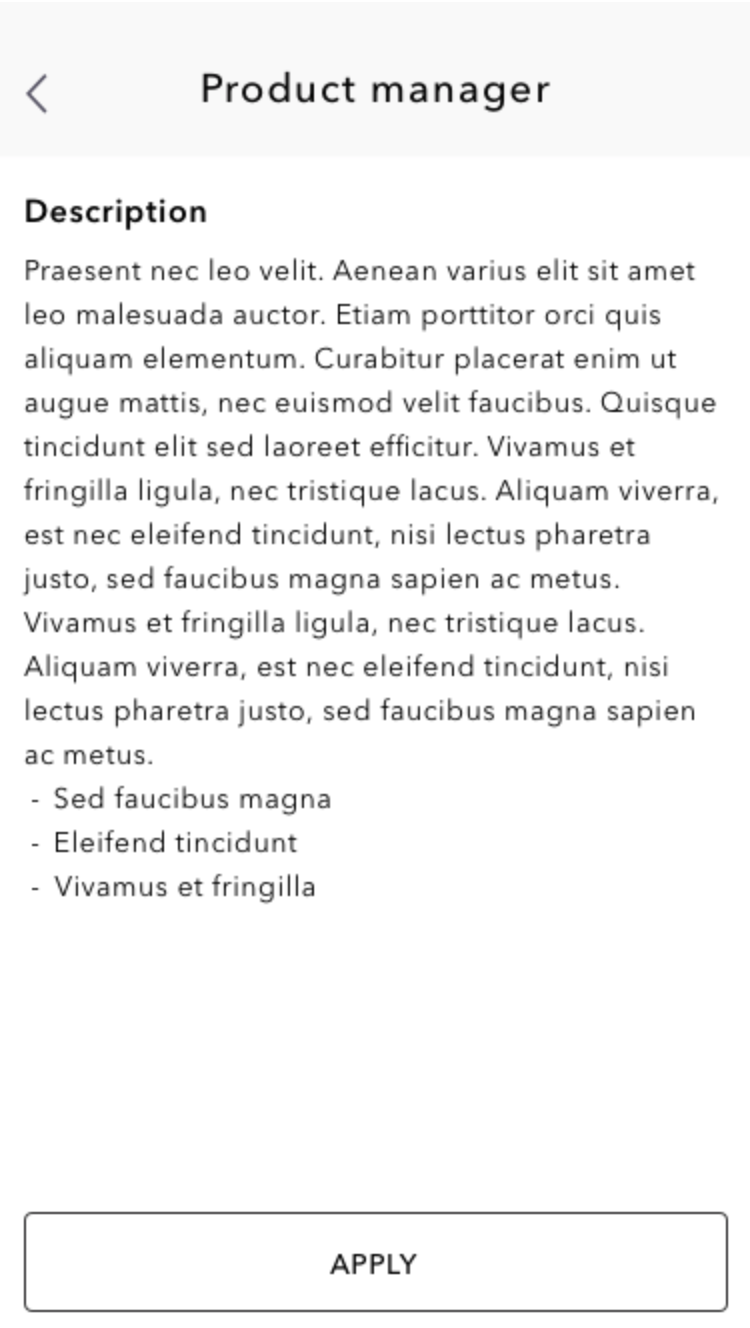 Product manager
Description
Praesent nec leo velit. Aenean varius elit sit amet
leo malesuada auctor. Etiam porttitor orci quis
aliquam elementum. Curabitur placerat enim ut
augue mattis, nec euismod velit faucibus. Quisque
tincidunt elit sed laoreet efficitur. Vivamus et
fringilla ligula, nec tristique lacus. Aliquam viverra,
est nec eleifend tincidunt, nisi lectus pharetra
justo, sed faucibus magna sapien ac metus.
Vivamus et fringilla ligula, nec tristique lacus.
Aliquam viverra, est nec eleifend tincidunt, nisi
lectus pharetra justo, sed faucibus magna sapien
ac metus.
- Sed faucibus magna
- Eleifend tincidunt
- Vivamus et fringilla
APPLY